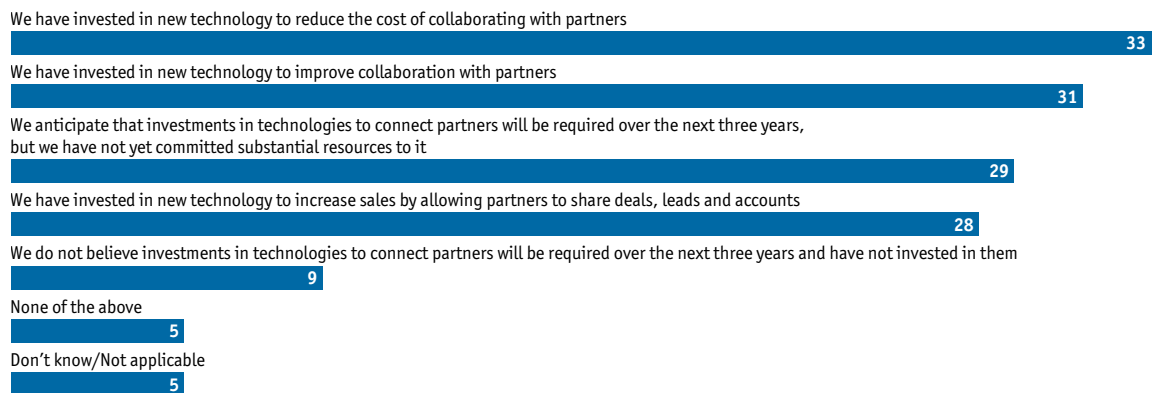 We have invested in new technology to reduce the cost of collaborating with partners
33
We have invested in new technology to improve collaboration with partners
31
We anticipate that investments in technologies to connect partners will be required over the next three years,
but we have not yet committed substantial resources to it
29
We have invested in new technology to increase sales by allowing partners to share deals, leads and accounts
28
We do not believe investments in technologies to connect partners will be required over the next three years and have not invested in them
9
None of the above
5
Don’t know/Not applicable
5